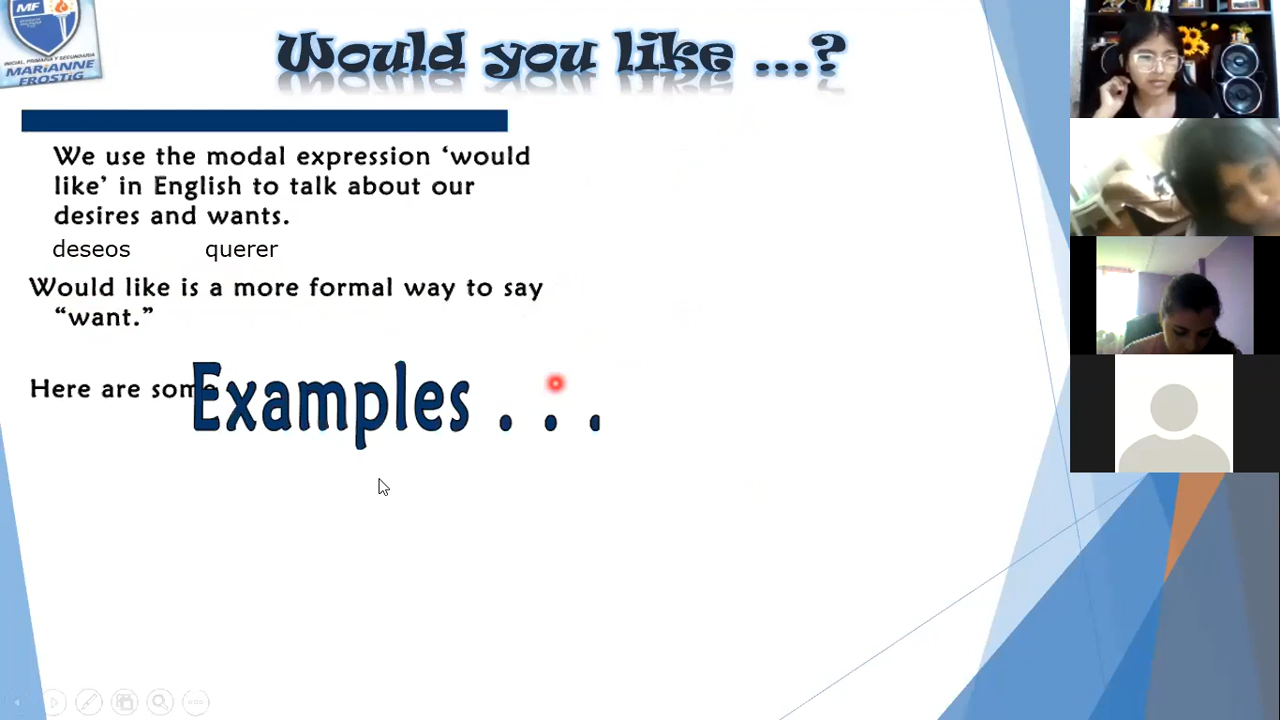 MF
INICIAL, PRIMARIA Y SECUNDARIA
MARIANNE
FROSTIG
Would you like ...?
We use the modal expression ‘would
like’ in English to talk about our
desires and wants.
deseos querer
Would like is a more formal way to say
“want.”
Here are some
Examples . . .